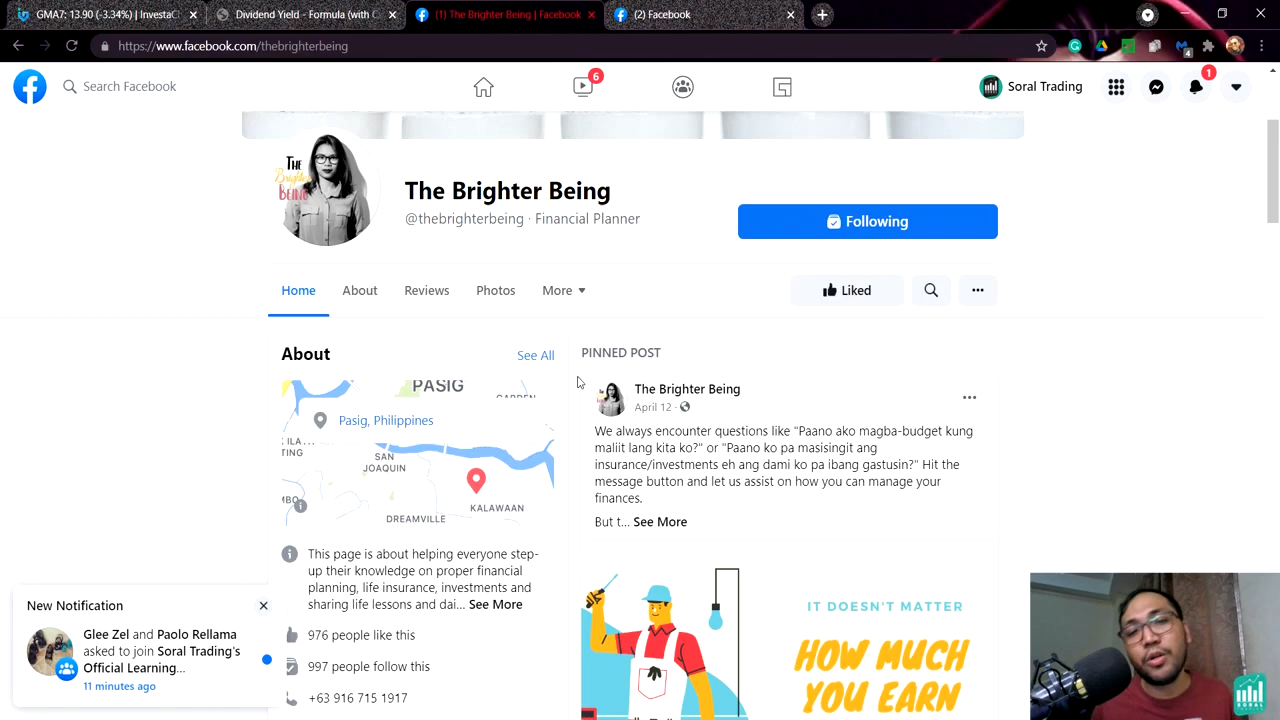 GMA7: 13.90 (-3.34%) | InvestaC
Dividend Yield - Formula (with C
(1) The Brighter Being | Facebook
(2) Facebook
https://www.facebook.com/thebrighterbeing
4
Search Facebook
6
Soral Trading
1
THE
Brighter
BEING
The Brighter Being
@thebrighterbeing · Financial Planner
Following
Home
About
Reviews
Photos
More
Liked
About
See All
PASIG
Pasig, Philippines
TING
SAN
JOAQUIN
KALAWAAN
DREAMVILLE
This page is about helping everyone step-
up their knowledge on proper financial
planning, life insurance, investments and
sharing life lessons and dai... See More
976 people like this
997 people follow this
+63 916 715 1917
PINNED POST
The Brighter Being
April 12 ·
We always encounter questions like "Paano ako magba-budget kung
maliit lang kita ko?" or "Paano ko pa masisingit ang
insurance/investments eh ang dami ko pa ibang gastusin?" Hit the
message button and let us assist on how you can manage your
finances.
But t... See More
IT DOESN'T MATTER
HOW MUCH
YOU EARN
New Notification
Glee Zel and Paolo Rellama
asked to join Soral Trading's
Official Learning...
11 minutes ago
SORAL